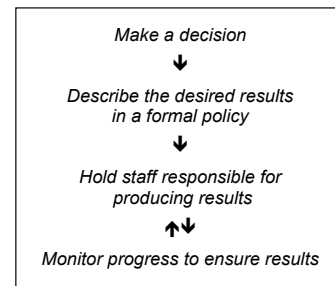 Make a decision
🡻
Describe the desired results
in a formal policy
🡻
Hold staff responsible for
producing results
🡹🡻
Monitor progress to ensure results